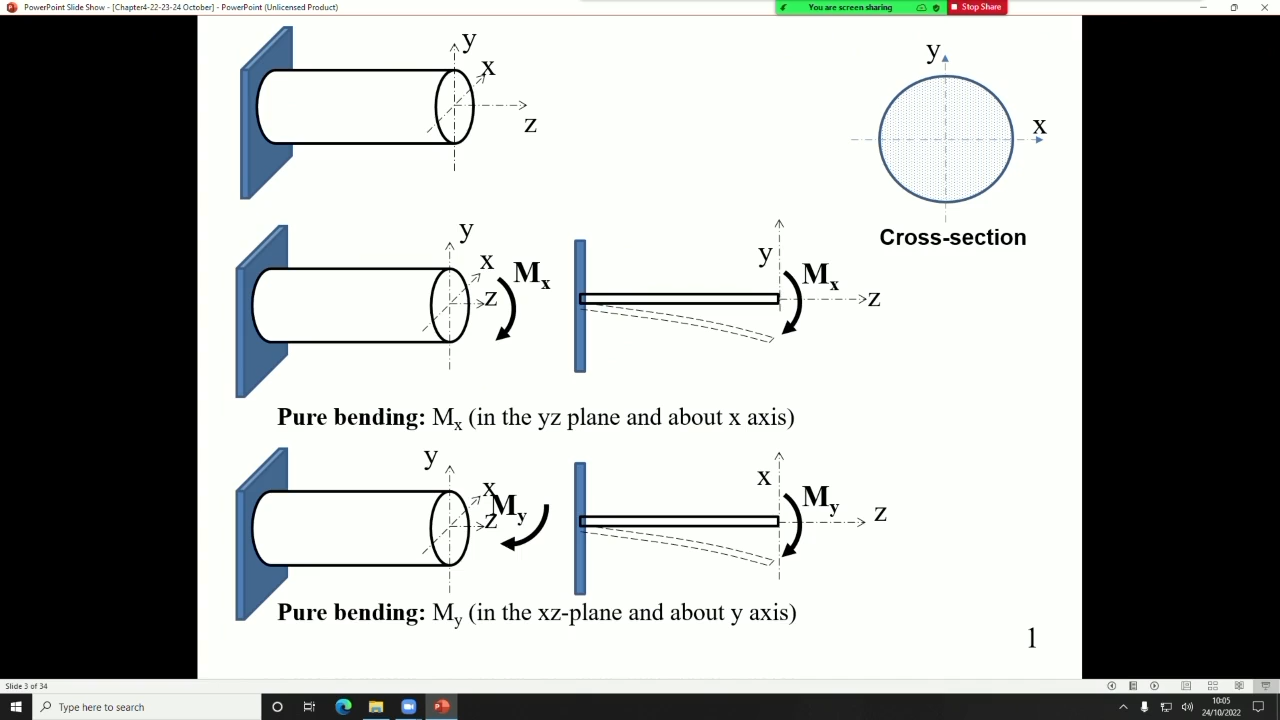 PowerPoint Slide Show - [Chapter4-22-23-24 October] - PowerPoint (Unlicensed Product)
You are screen sharing
Stop Share
y
x
z
y
x
Cross-section
y
x
z
Mx
y
Mx
z
Pure bending: Mx (in the yz plane and about x axis)
y
x
z
My
x
My
z
Pure bending: My (in the xz-plane and about y axis)
1
Slide 3 of 34
Type here to search
10:05
24/10/2022